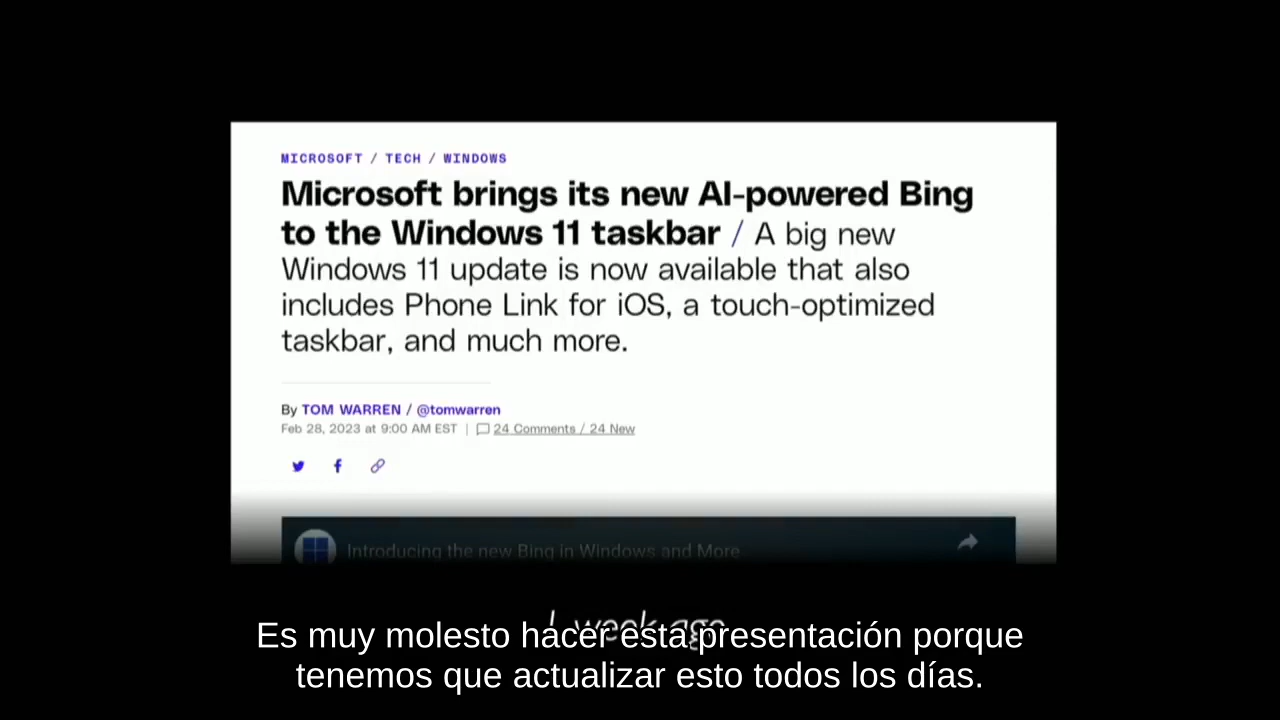 MICROSOFT / TECH / WINDOWS
Microsoft brings its new AI-powered Bing
to the Windows 11 taskbar / A big new
Windows 11 update is now available that also
includes Phone Link for iOS, a touch-optimized
taskbar, and much more.
By TOM WARREN / @tomwarren
Feb 28, 2023 at 9:00 AM EST | 24 Comments / 24 New
Introducing the new Bing in Windows and More
week ago
Es muy molesto hacer esta presentación porque
tenemos que actualizar esto todos los días.